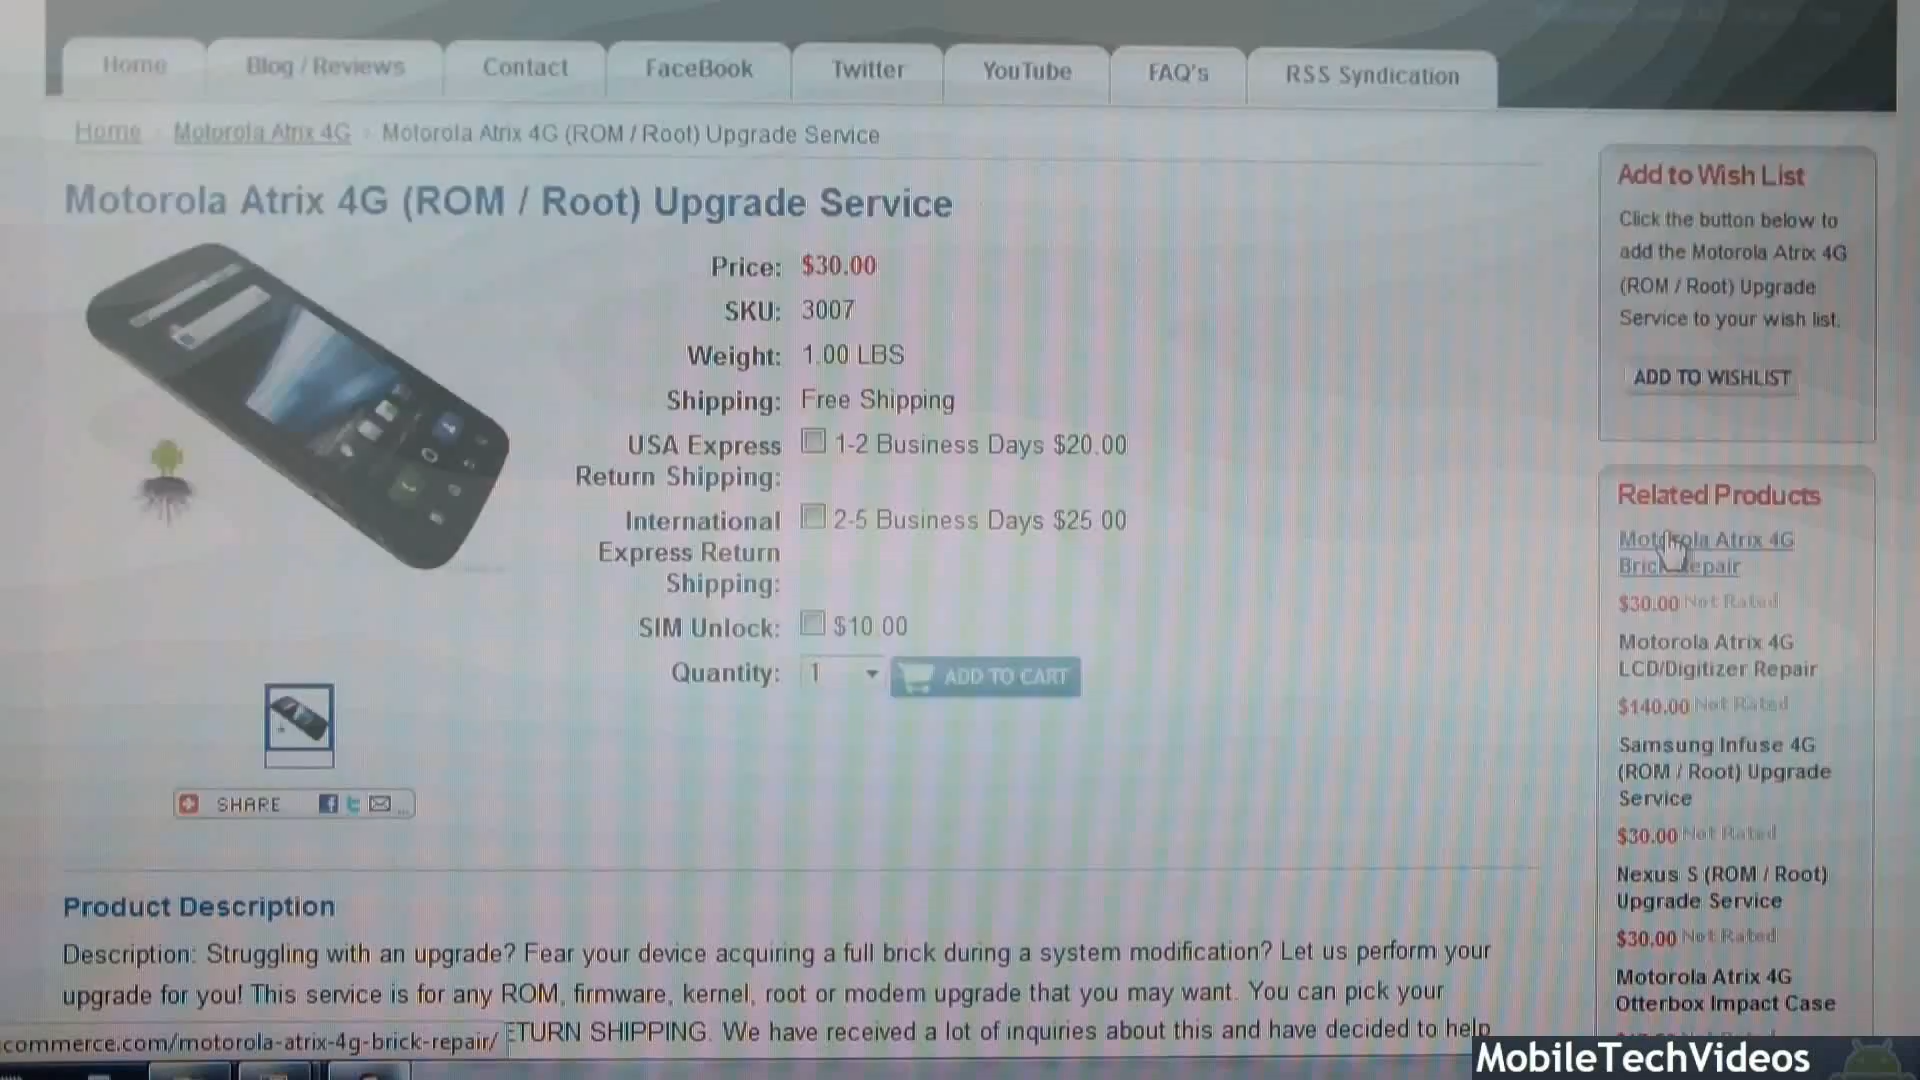 Home
Blog / Reviews
Contact
FaceBook
Twitter
YouTube
FAQ's
RSS Syndication
Home
Motorola Atrix 4G
Motorola Atrix 4G (ROM / Root) Upgrade Service
Motorola Atrix 4G (ROM / Root) Upgrade Service
Price: $30.00
SKU: 3007
Weight: 1.00 LBS
Shipping: Free Shipping
USA Express 1-2 Business Days $20.00
Return Shipping:
International 2-5 Business Days $25.00
Express Return
Shipping:
SIM Unlock: $10.00
Quantity: 1 ADD TO CART
SHARE
Product Description
Description: Struggling with an upgrade? Fear your device acquiring a full brick during a system modification? Let us perform your
upgrade for you! This service is for any ROM, firmware, kernel, root or modem upgrade that you may want. You can pick your
ETURN SHIPPING. We have received a lot of inquiries about this and have decided to help
commerce.com/motorola-atrix-4g-brick-repair/
Add to Wish List
Click the button below to
add the Motorola Atrix 4G
(ROM / Root) Upgrade
Service to your wish list.
ADD TO WISHLIST
Related Products
Motorola Atrix 4G
Brick Repair
$30.00 Not Rated
Motorola Atrix 4G
LCD/Digitizer Repair
$140.00 Not Rated
Samsung Infuse 4G
(ROM / Root) Upgrade
Service
$30.00 Not Rated
Nexus S (ROM / Root)
Upgrade Service
$30.00 Not Rated
Motorola Atrix 4G
Otterbox Impact Case
MobileTechVideos